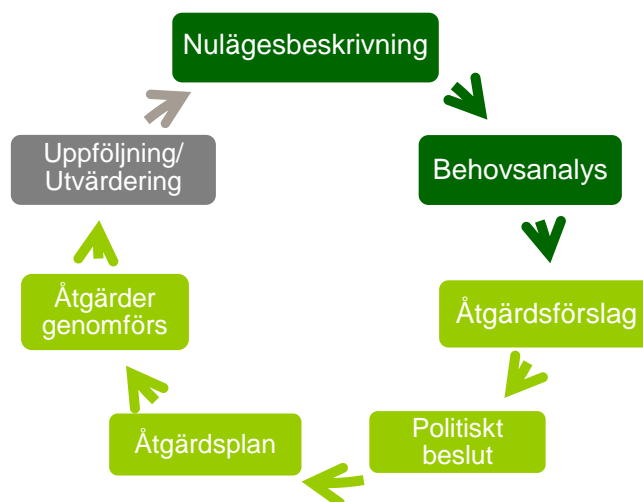 Nulägesbeskrivning
Behovsanalys
Åtgärdsförslag
Politiskt
beslut
Åtgärdsplan
Åtgärder
genomförs
Uppföljning/
Utvärdering